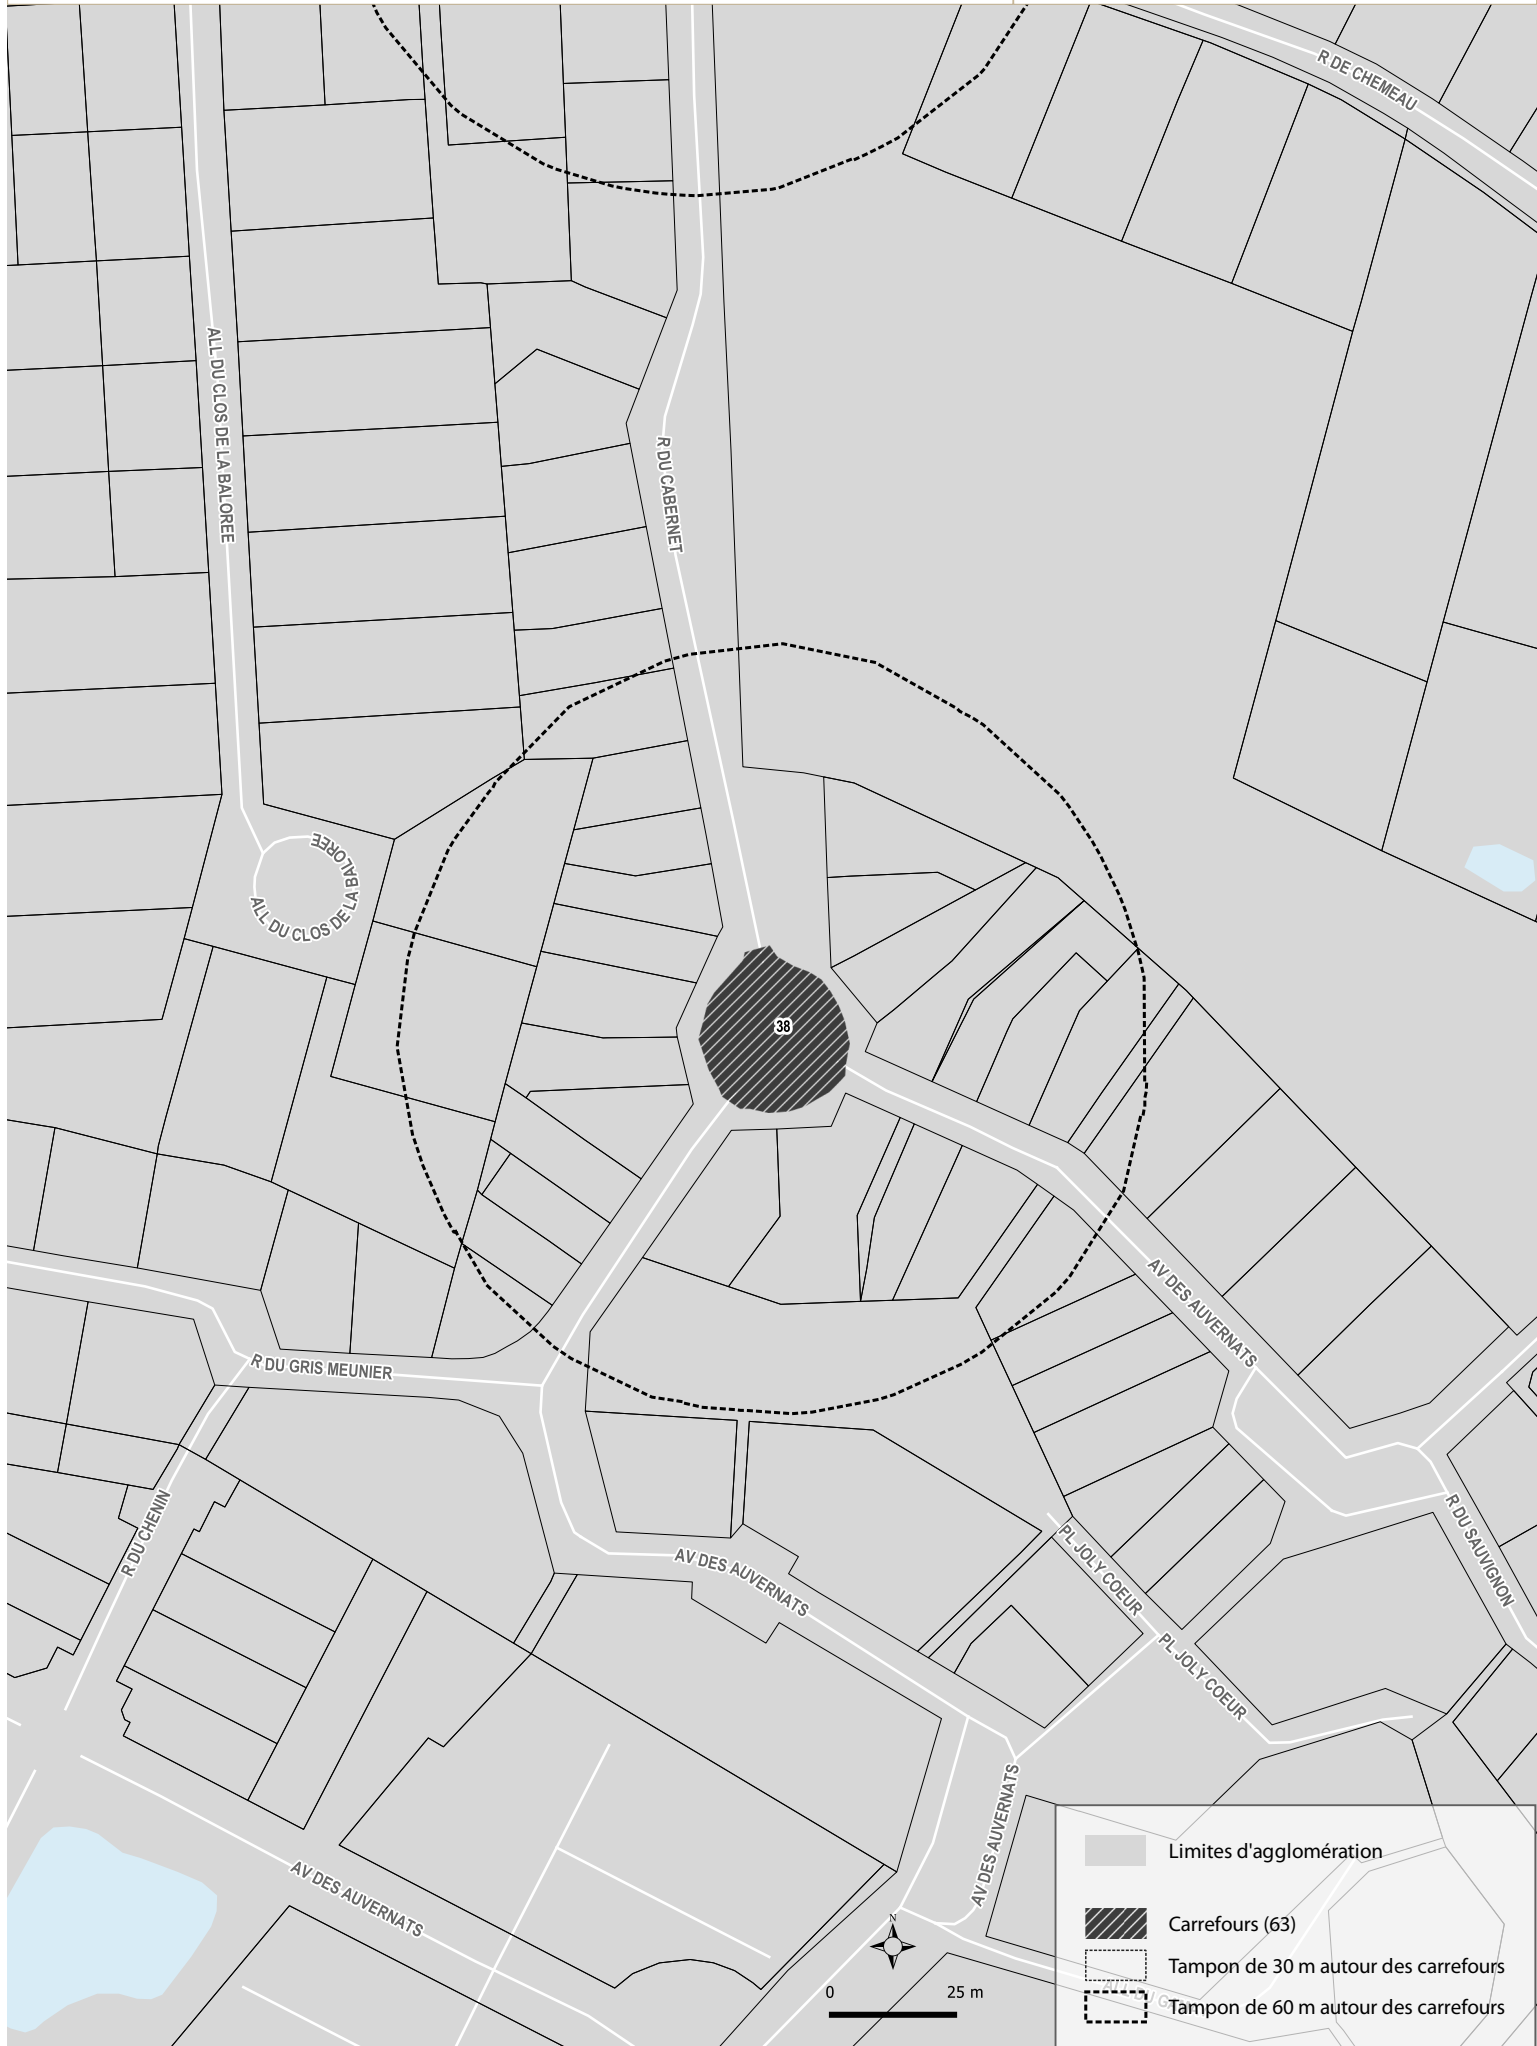 R DE CHEMEAU
ALL DU CLOS DE LA BALOREE
R DU CABERNET
ALL DU CLOS DE LA BALOREE
38
AV DES AUVERNATS
R DU GRIS MEUNIER
R DU CHENIN
R DU SAUVIGNON
PL JOLY COEUR
AV DES AUVERNATS
PL JOLY COEUR
AV DES AUVERNATS
AV DES AUVERNATS
Limites d'agglomération
Carrefours (63)
Tampon de 30 m autour des carrefours
Tampon de 60 m autour des carrefours
N
0 25 m